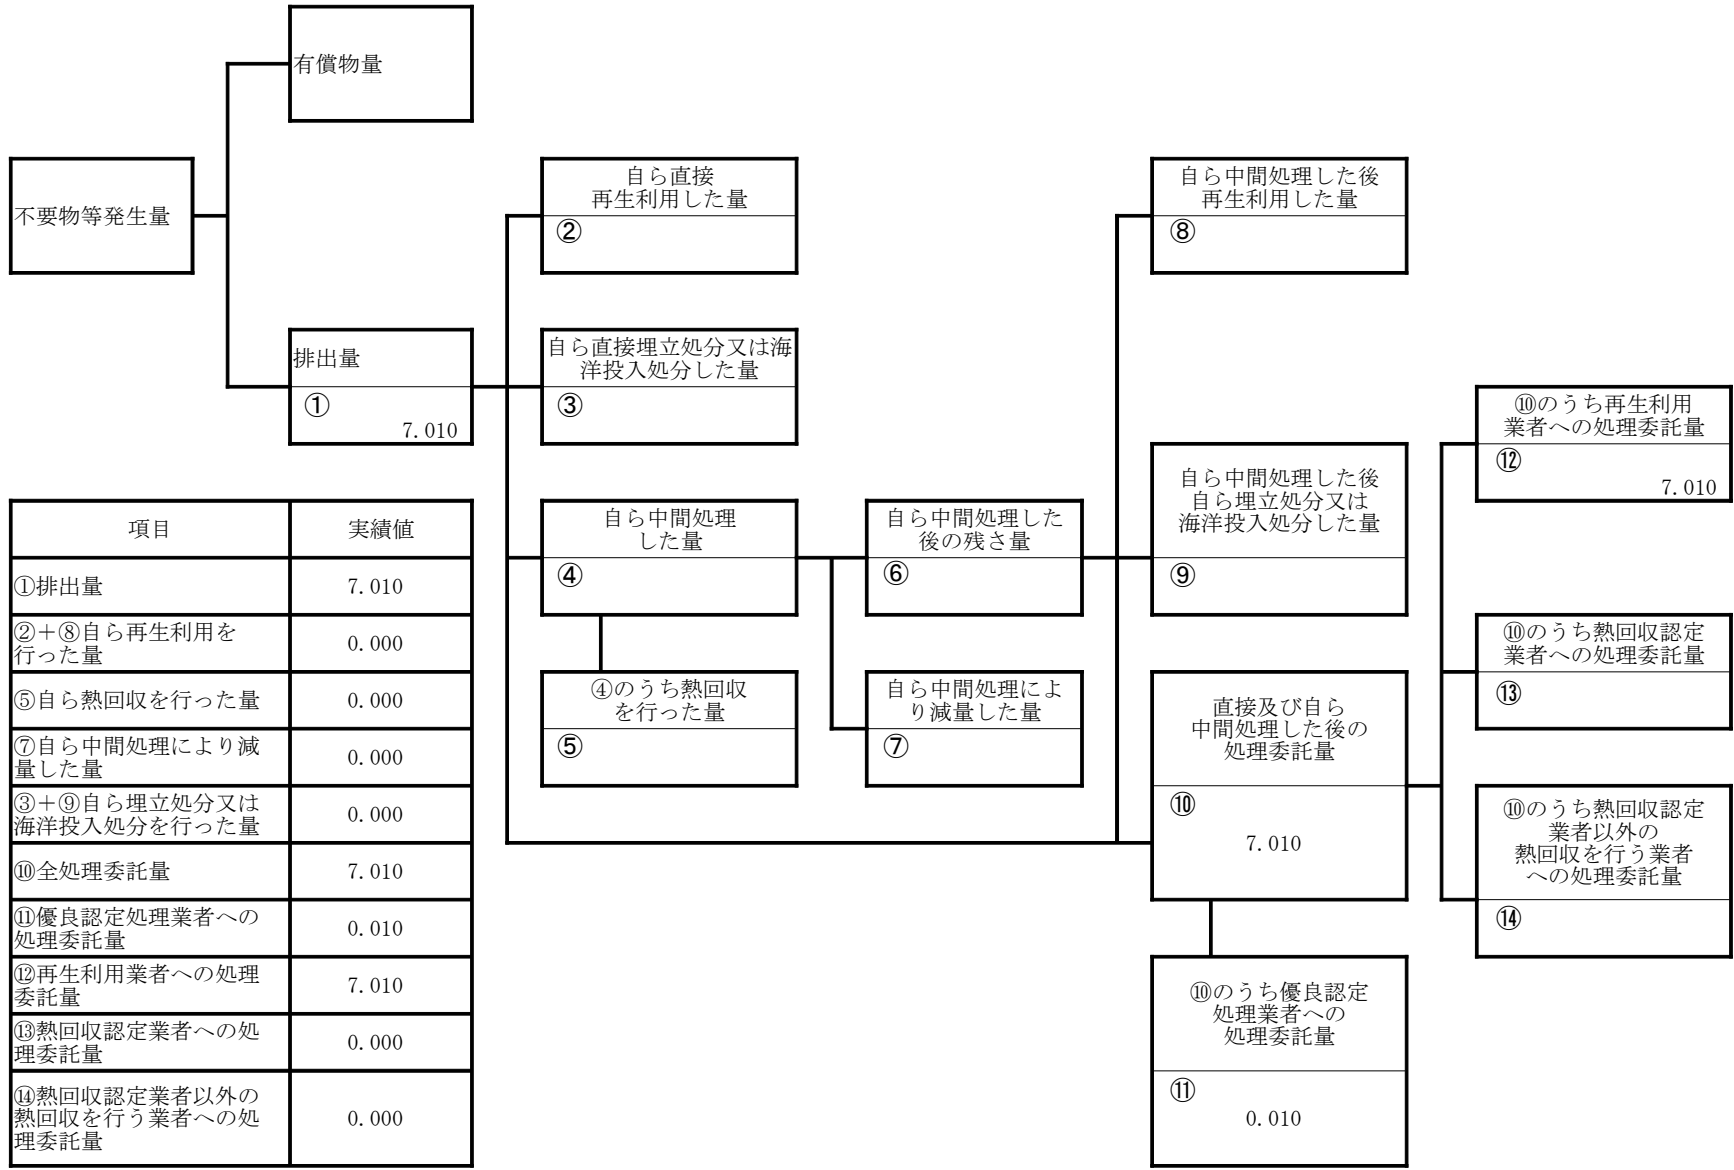 有償物量
不要物等発生量
自ら直接
再生利用した量
②
自ら中間処理した後
再生利用した量
⑧
排出量
①
7.010
自ら直接埋立処分又は海
洋投入処分した量
③
⑩のうち再生利用
業者への処理委託量
⑫
7.010
自ら中間処理
した量
④
自ら中間処理した
後の残さ量
⑥
自ら中間処理した後
自ら埋立処分又は
海洋投入処分した量
⑨
⑩のうち熱回収認定
業者への処理委託量
⑬
④のうち熱回収
を行った量
⑤
自ら中間処理によ
り減量した量
⑦
直接及び自ら
中間処理した後の
処理委託量
⑩
7.010
⑩のうち熱回収認定
業者以外の
熱回収を行う業者
への処理委託量
⑭
⑩のうち優良認定
処理業者への
処理委託量
⑪
0.010
項目 実績値
①排出量 7.010
②+⑧自ら再生利用を
行った量 0.000
⑤自ら熱回収を行った量 0.000
⑦自ら中間処理により減
量した量 0.000
③+⑨自ら埋立処分又は
海洋投入処分を行った量 0.000
⑩全処理委託量 7.010
⑪優良認定処理業者への
処理委託量 0.010
⑫再生利用業者への処理
委託量 7.010
⑬熱回収認定業者への処
理委託量 0.000
⑭熱回収認定業者以外の
熱回収を行う業者への処
理委託量 0.000